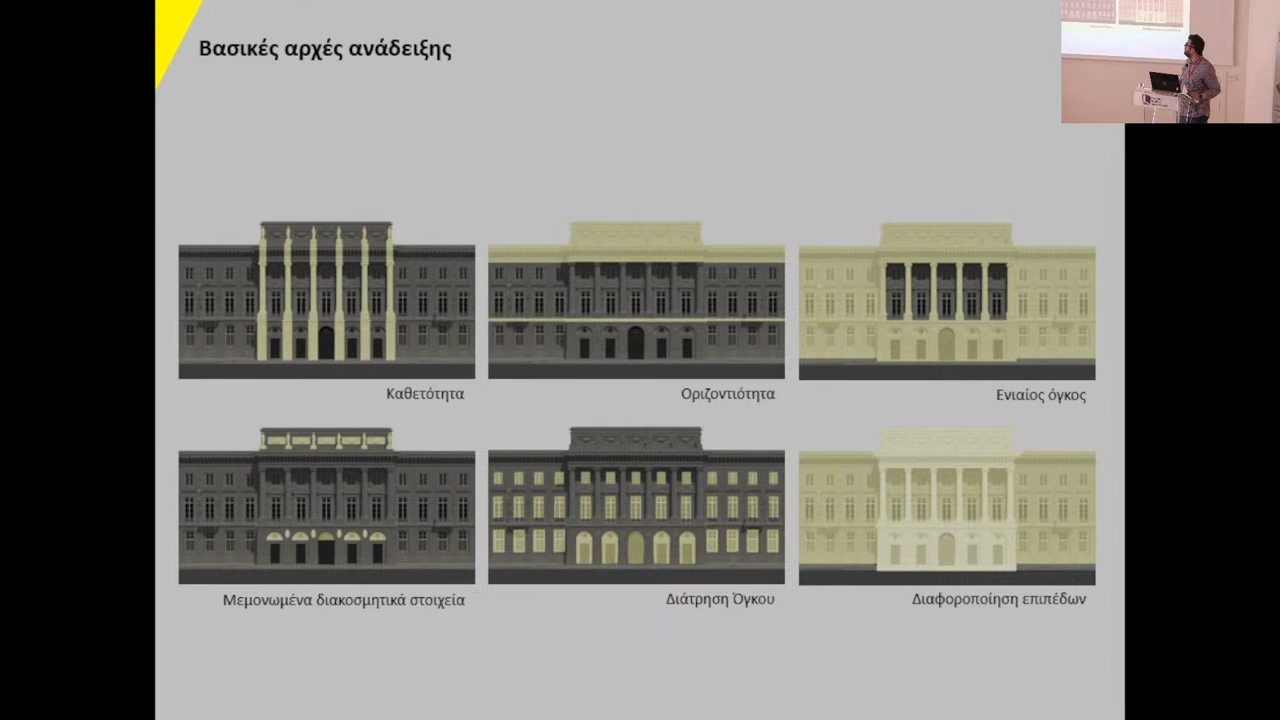 Βασικές αρχές ανάδειξης
Καθετότητα
Οριζοντιότητα
Ενιαίος όγκος
Μεμονωμένα διακοσμητικά στοιχεία
Διάτρηση Όγκου
Διαφοροποίηση επιπέδων